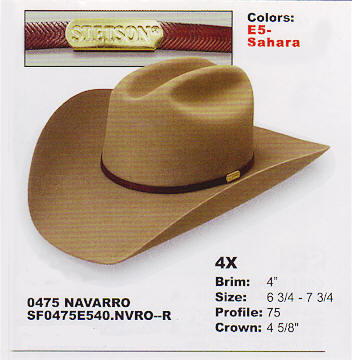 STETSON®
Colors:
E5-
Sahara
0475 NAVARRO
SF0475E540.NVRO--R
4X
Brim: 4"
Size: 6 3/4 - 7 3/4
Profile: 75
Crown: 4 5/8"